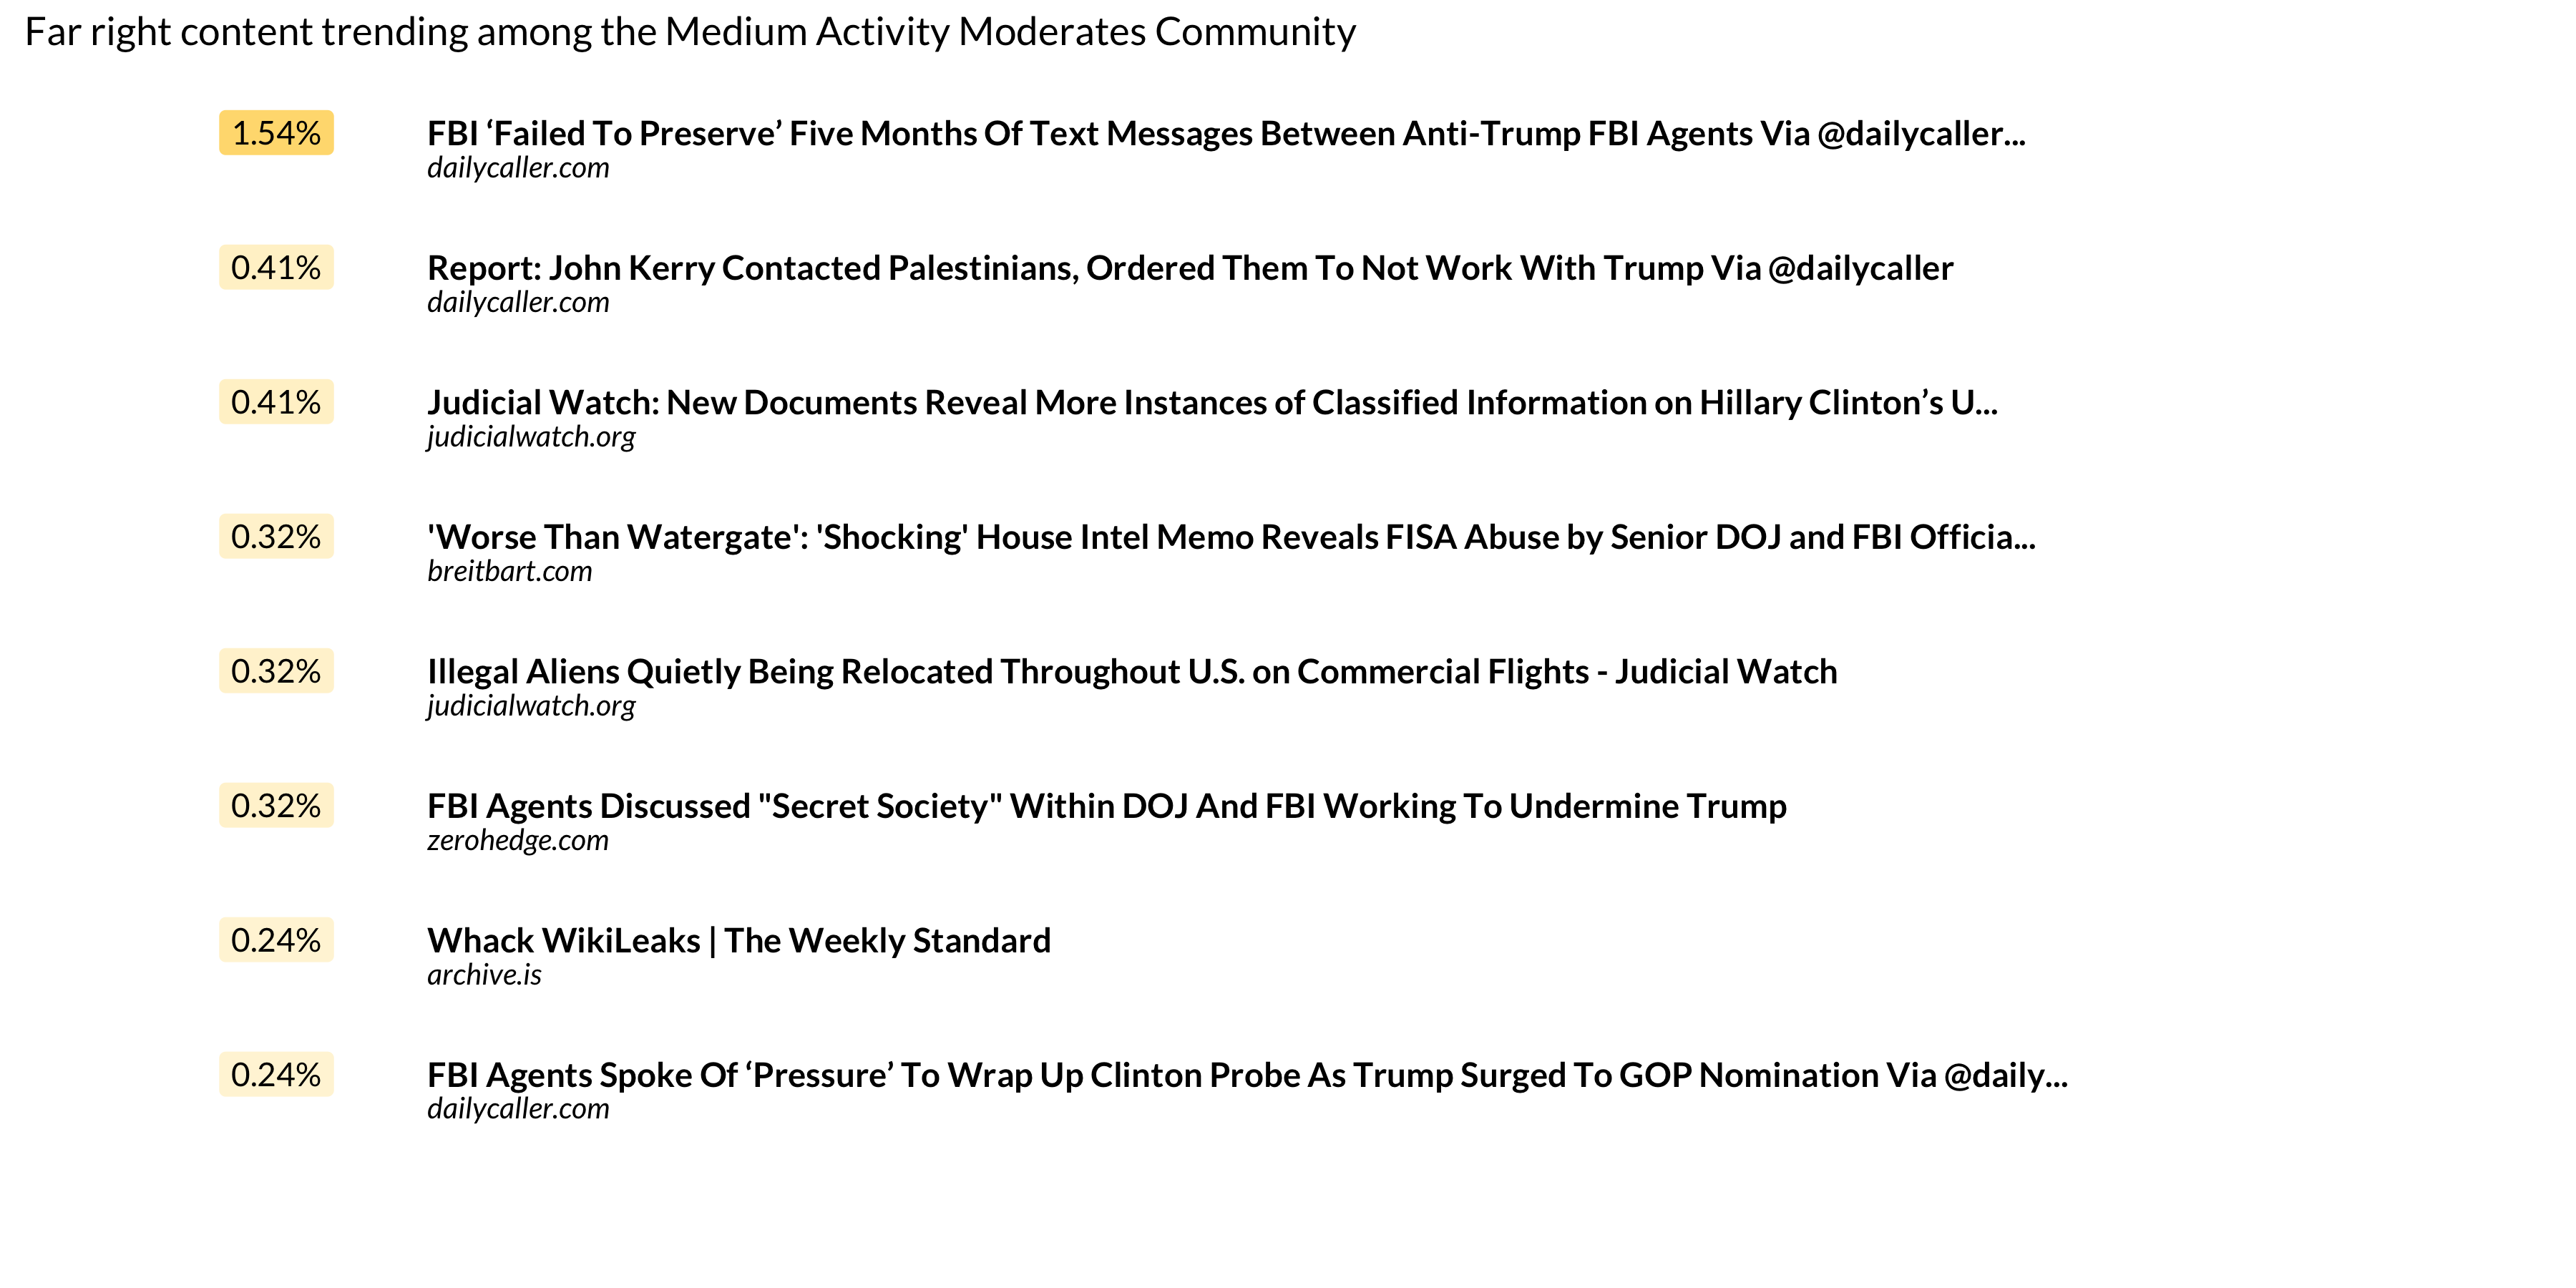 Far right content trending among the Medium Activity Moderates Community
1.54%
FBI ‘Failed To Preserve’ Five Months Of Text Messages Between Anti-Trump FBI Agents Via @dailycaller...
dailycaller.com
0.41%
Report: John Kerry Contacted Palestinians, Ordered Them To Not Work With Trump Via @dailycaller
dailycaller.com
0.41%
Judicial Watch: New Documents Reveal More Instances of Classified Information on Hillary Clinton’s U...
judicialwatch.org
0.32%
'Worse Than Watergate': 'Shocking' House Intel Memo Reveals FISA Abuse by Senior DOJ and FBI Officia...
breitbart.com
0.32%
Illegal Aliens Quietly Being Relocated Throughout U.S. on Commercial Flights - Judicial Watch
judicialwatch.org
0.32%
FBI Agents Discussed "Secret Society" Within DOJ And FBI Working To Undermine Trump
zerohedge.com
0.24%
Whack WikiLeaks | The Weekly Standard
archive.is
0.24%
FBI Agents Spoke Of ‘Pressure’ To Wrap Up Clinton Probe As Trump Surged To GOP Nomination Via @daily...
dailycaller.com